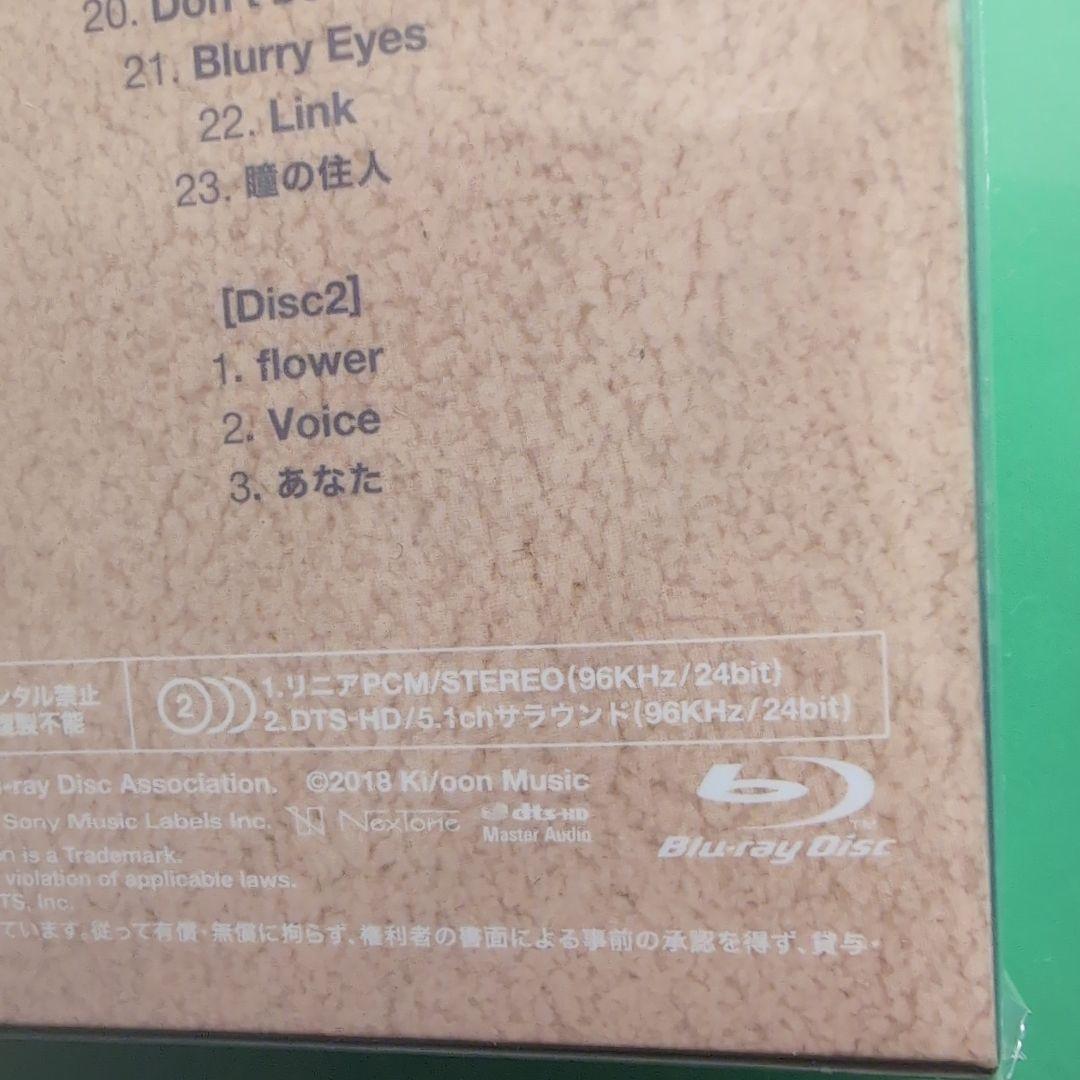 20. Don't be
21. Blurry Eyes
22. Link
23. 瞳の住人
[Disc2]
1. flower
2. Voice
3. あなた
ンタル禁止
複製不能
2
1.リニアPCM/STEREO(96KHz/24bit)
2.DTS-HD/5.1chサラウンド(96KHz/24bit)
-ray Disc Association. ©2018 Ki/oon Music
Sony Music Labels Inc. NexTone dts-HD
Master Audio
Blu-ray Disc™
n is a Trademark.
violation of applicable laws.
TS, Inc.
ています。従って有償・無償に拘らず、権利者の書面による事前の承認を得ず、貸与・